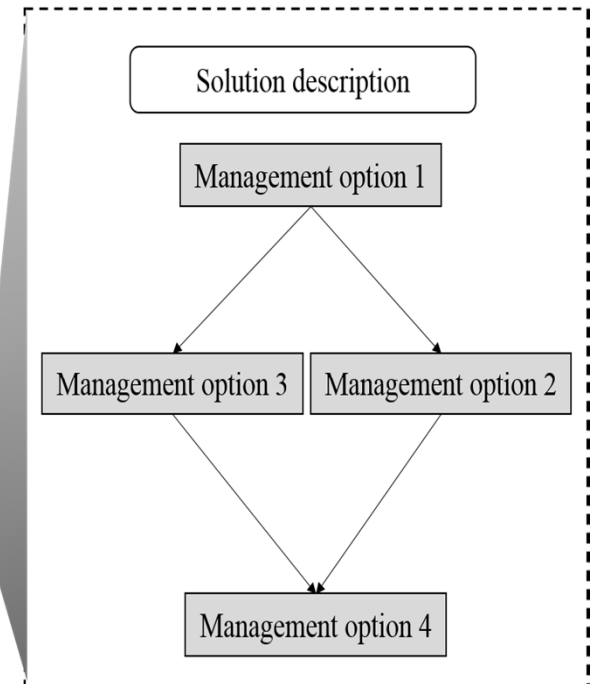 Solution description
Management option 1
Management option 3
Management option 2
Management option 4